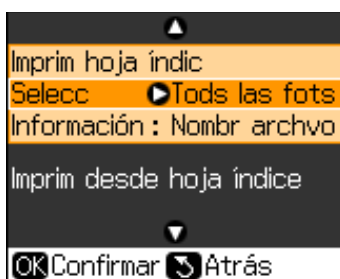 Imprim hoja índic
Selecc Tods las fots
Información : Nombr archvo
Imprim desde hoja índice
OK Confirmar Atrás